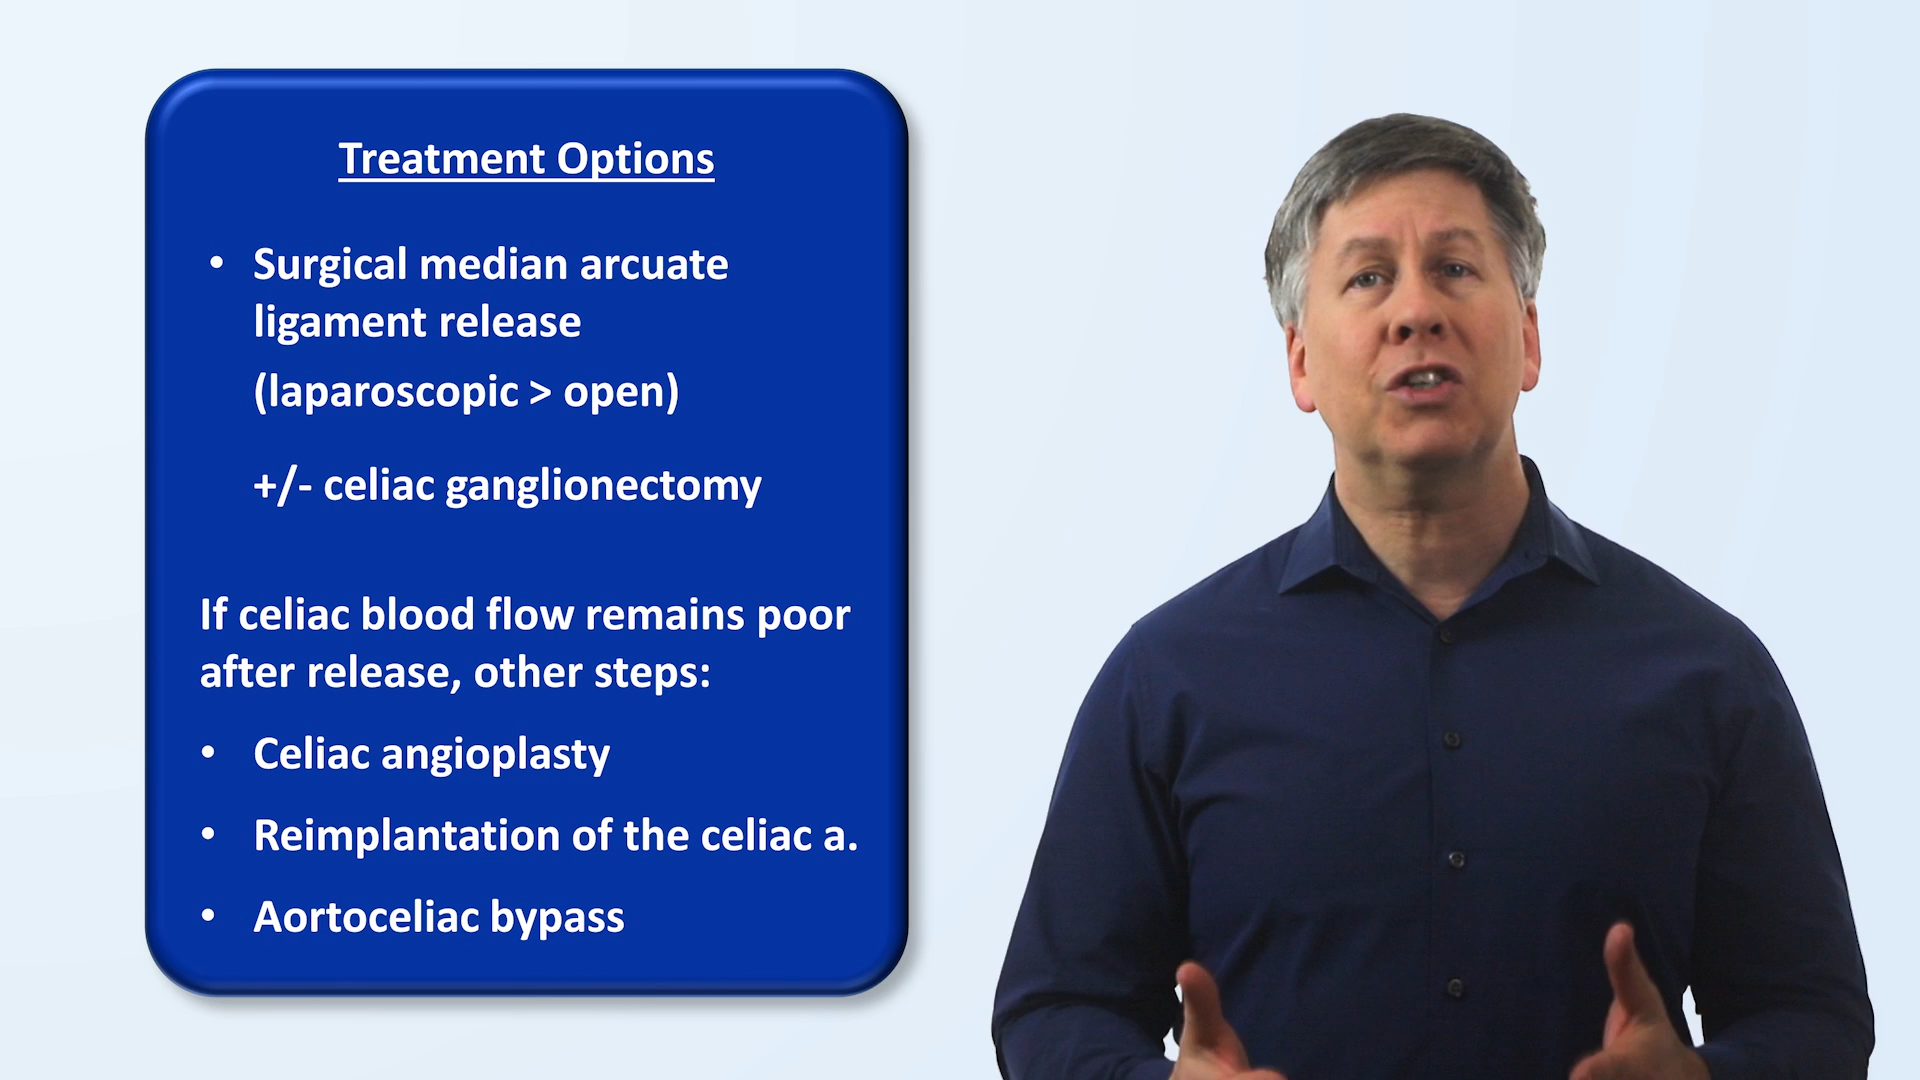 Treatment Options
• Surgical median arcuate
ligament release
(laparoscopic > open)
+/- celiac ganglionectomy
If celiac blood flow remains poor
after release, other steps:
• Celiac angioplasty
• Reimplantation of the celiac a.
• Aortoceliac bypass